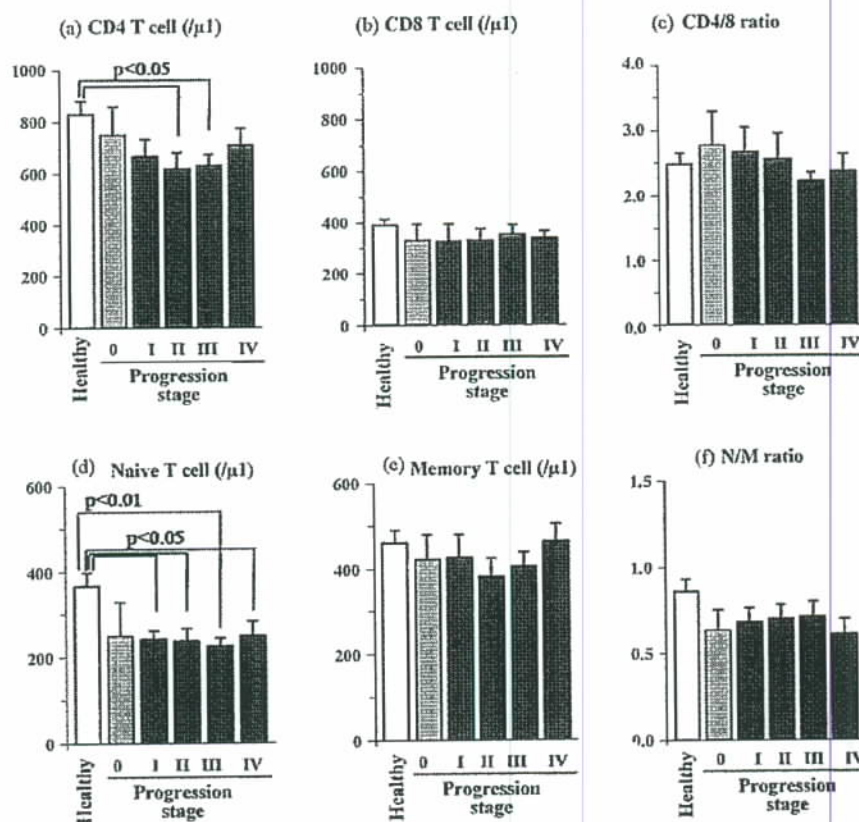 (a) CD4 T cell (/μl)
1000
800
600
400
200
0
p<0.05
Healthy
0 I II III IV
Progression
stage
(b) CD8 T cell (/μl)
1000
800
600
400
200
0
Healthy
0 I II III IV
Progression
stage
(c) CD4/8 ratio
4.0
3.0
2.0
1.0
0.0
Healthy
0 I II III IV
Progression
stage
(d) Naive T cell (/μl)
600
400
200
0
p<0.01
p<0.05
Healthy
0 I II III IV
Progression
stage
(e) Memory T cell (/μl)
600
400
200
0
Healthy
0 I II III IV
Progression
stage
(f) N/M ratio
1.5
1.0
0.5
0.0
Healthy
0 I II III IV
Progression
stage